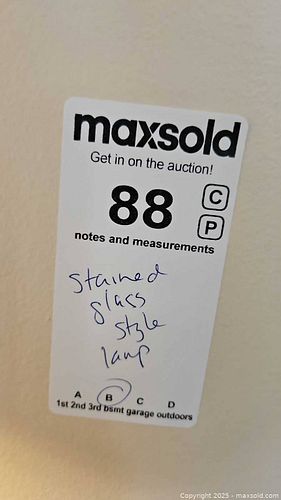 maxsold
Get in on the auction!
88 C
P
notes and measurements
stained
glass
style
lamp
A B C D
1st 2nd 3rd bsmt garage outdoors
Copyright 2025 - maxsold.com